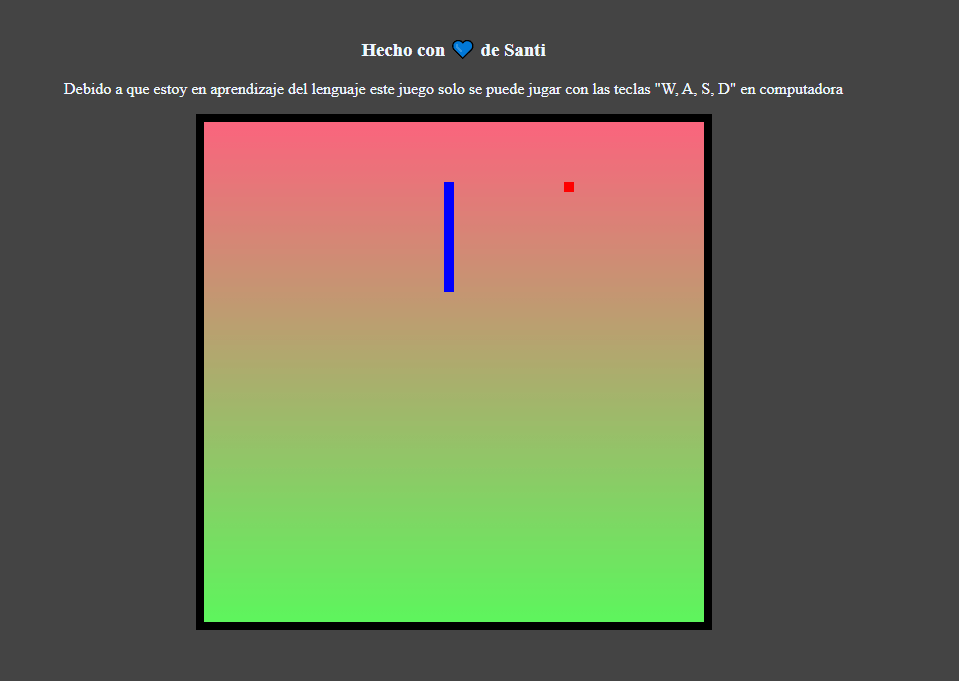 Hecho con 💙 de Santi
Debido a que estoy en aprendizaje del lenguaje este juego solo se puede jugar con las teclas "W, A, S, D" en computadora